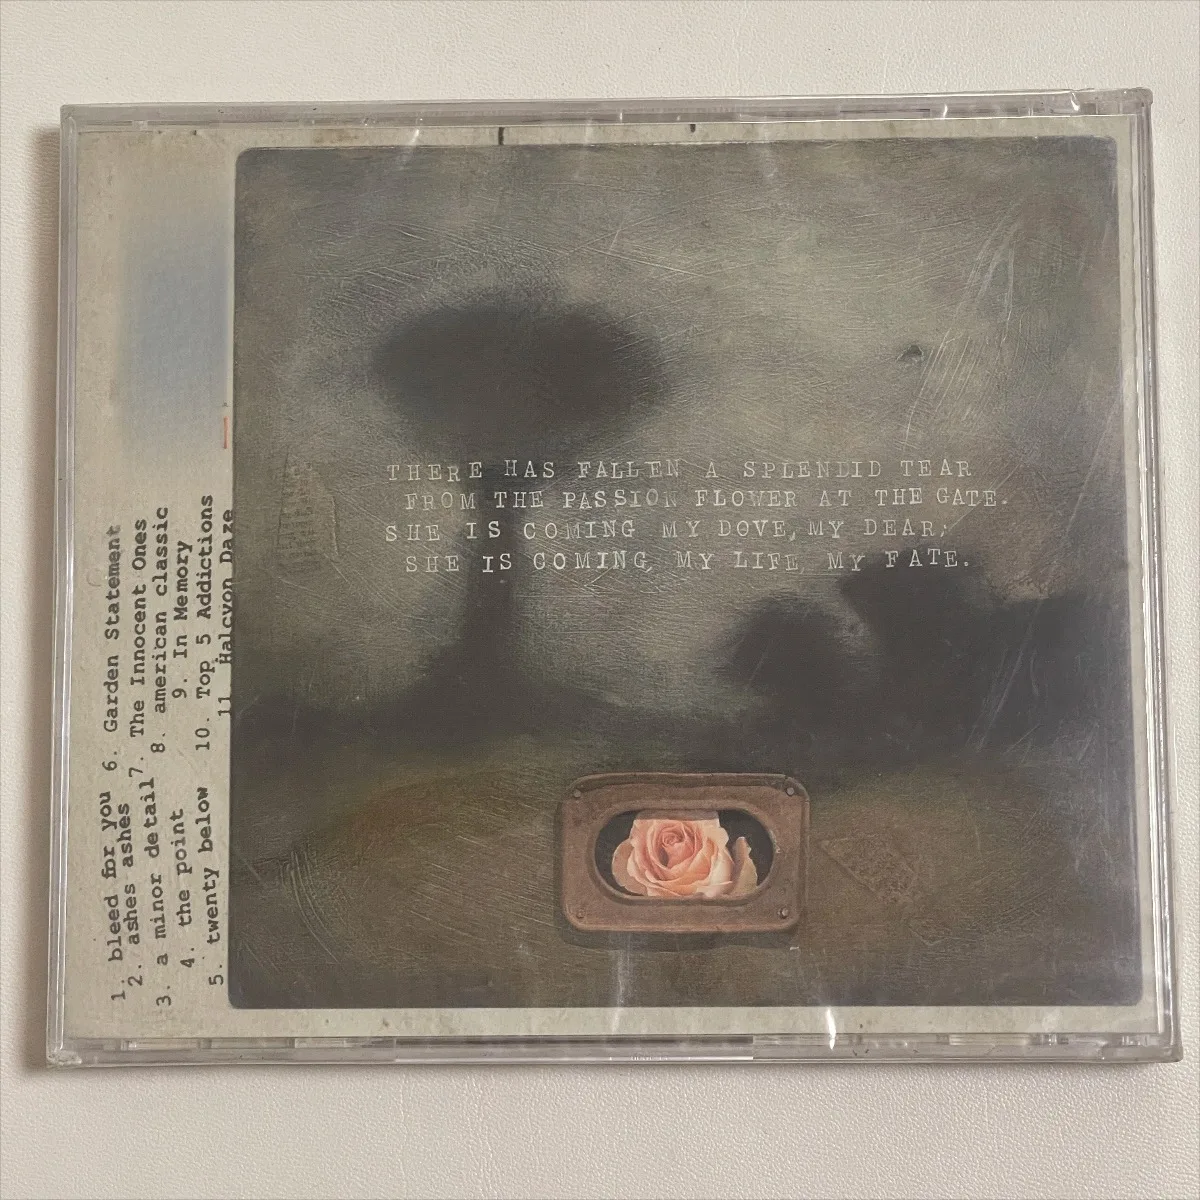 1. bleed for you
2. ashes ashes
3. a minor detail
4. the point
5. twenty below
6. Garden Statement
7. The Innocent Ones
8. american classic
9. In Memory
10. Top 5 Addictions
11 Halcyon Daze
THERE HAS FALLEN A SPLENDID TEAR
FROM THE PASSION FLOWER AT THE GATE.
SHE IS COMING MY DOVE, MY DEAR;
SHE IS COMING, MY LIFE, MY FATE.